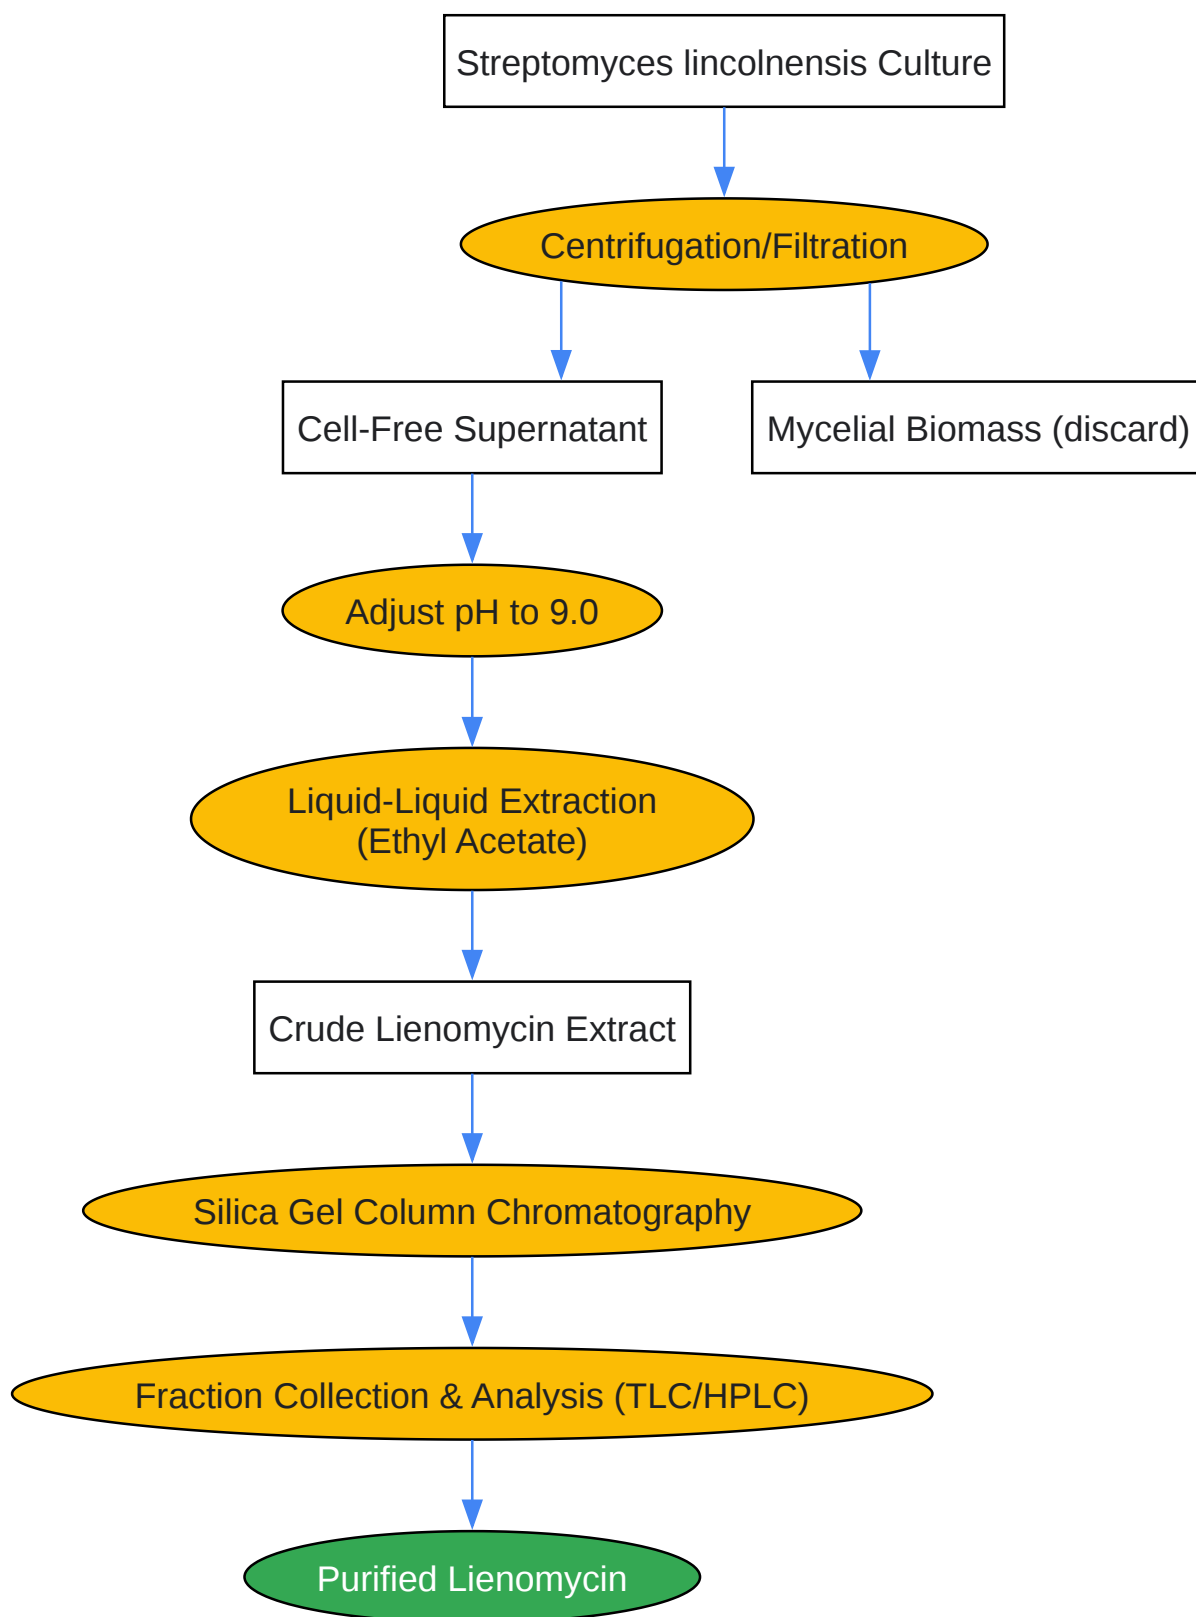 Streptomyces lincolnensis Culture
Centrifugation/Filtration
Cell-Free Supernatant
Mycelial Biomass (discard)
Adjust pH to 9.0
Liquid-Liquid Extraction
(Ethyl Acetate)
Crude Lienomycin Extract
Silica Gel Column Chromatography
Fraction Collection & Analysis (TLC/HPLC)
Purified Lienomycin